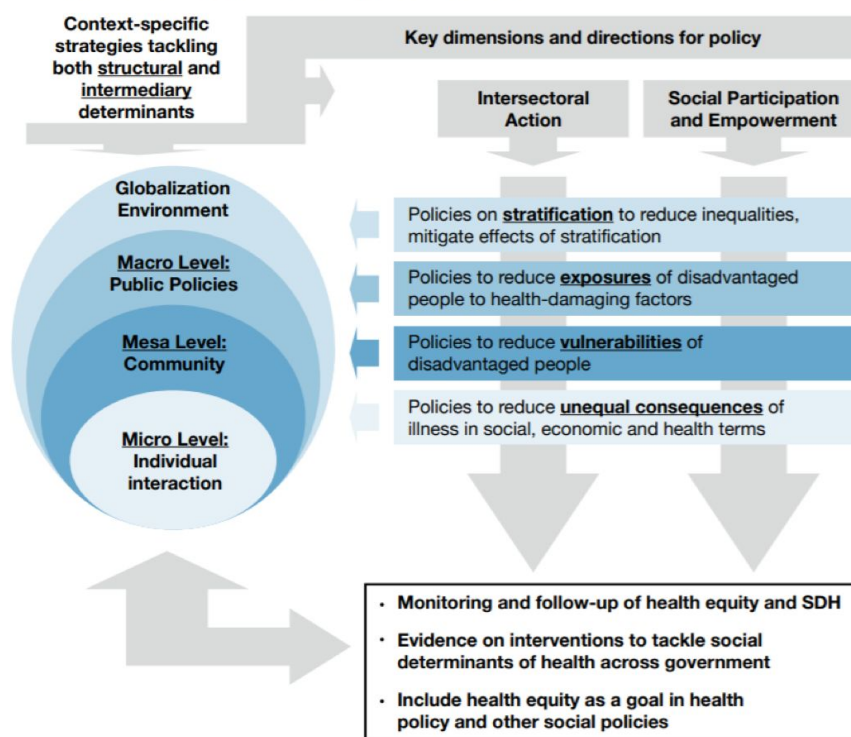 Context-specific
strategies tackling
both structural and
intermediary
determinants
Key dimensions and directions for policy
Intersectoral
Action
Social Participation
and Empowerment
Globalization
Environment
Macro Level:
Public Policies
Mesa Level:
Community
Micro Level:
Individual
interaction
Policies on stratification to reduce inequalities,
mitigate effects of stratification
Policies to reduce exposures of disadvantaged
people to health-damaging factors
Policies to reduce vulnerabilities of
disadvantaged people
Policies to reduce unequal consequences of
illness in social, economic and health terms
· Monitoring and follow-up of health equity and SDH
· Evidence on interventions to tackle social
determinants of health across government
· Include health equity as a goal in health
policy and other social policies